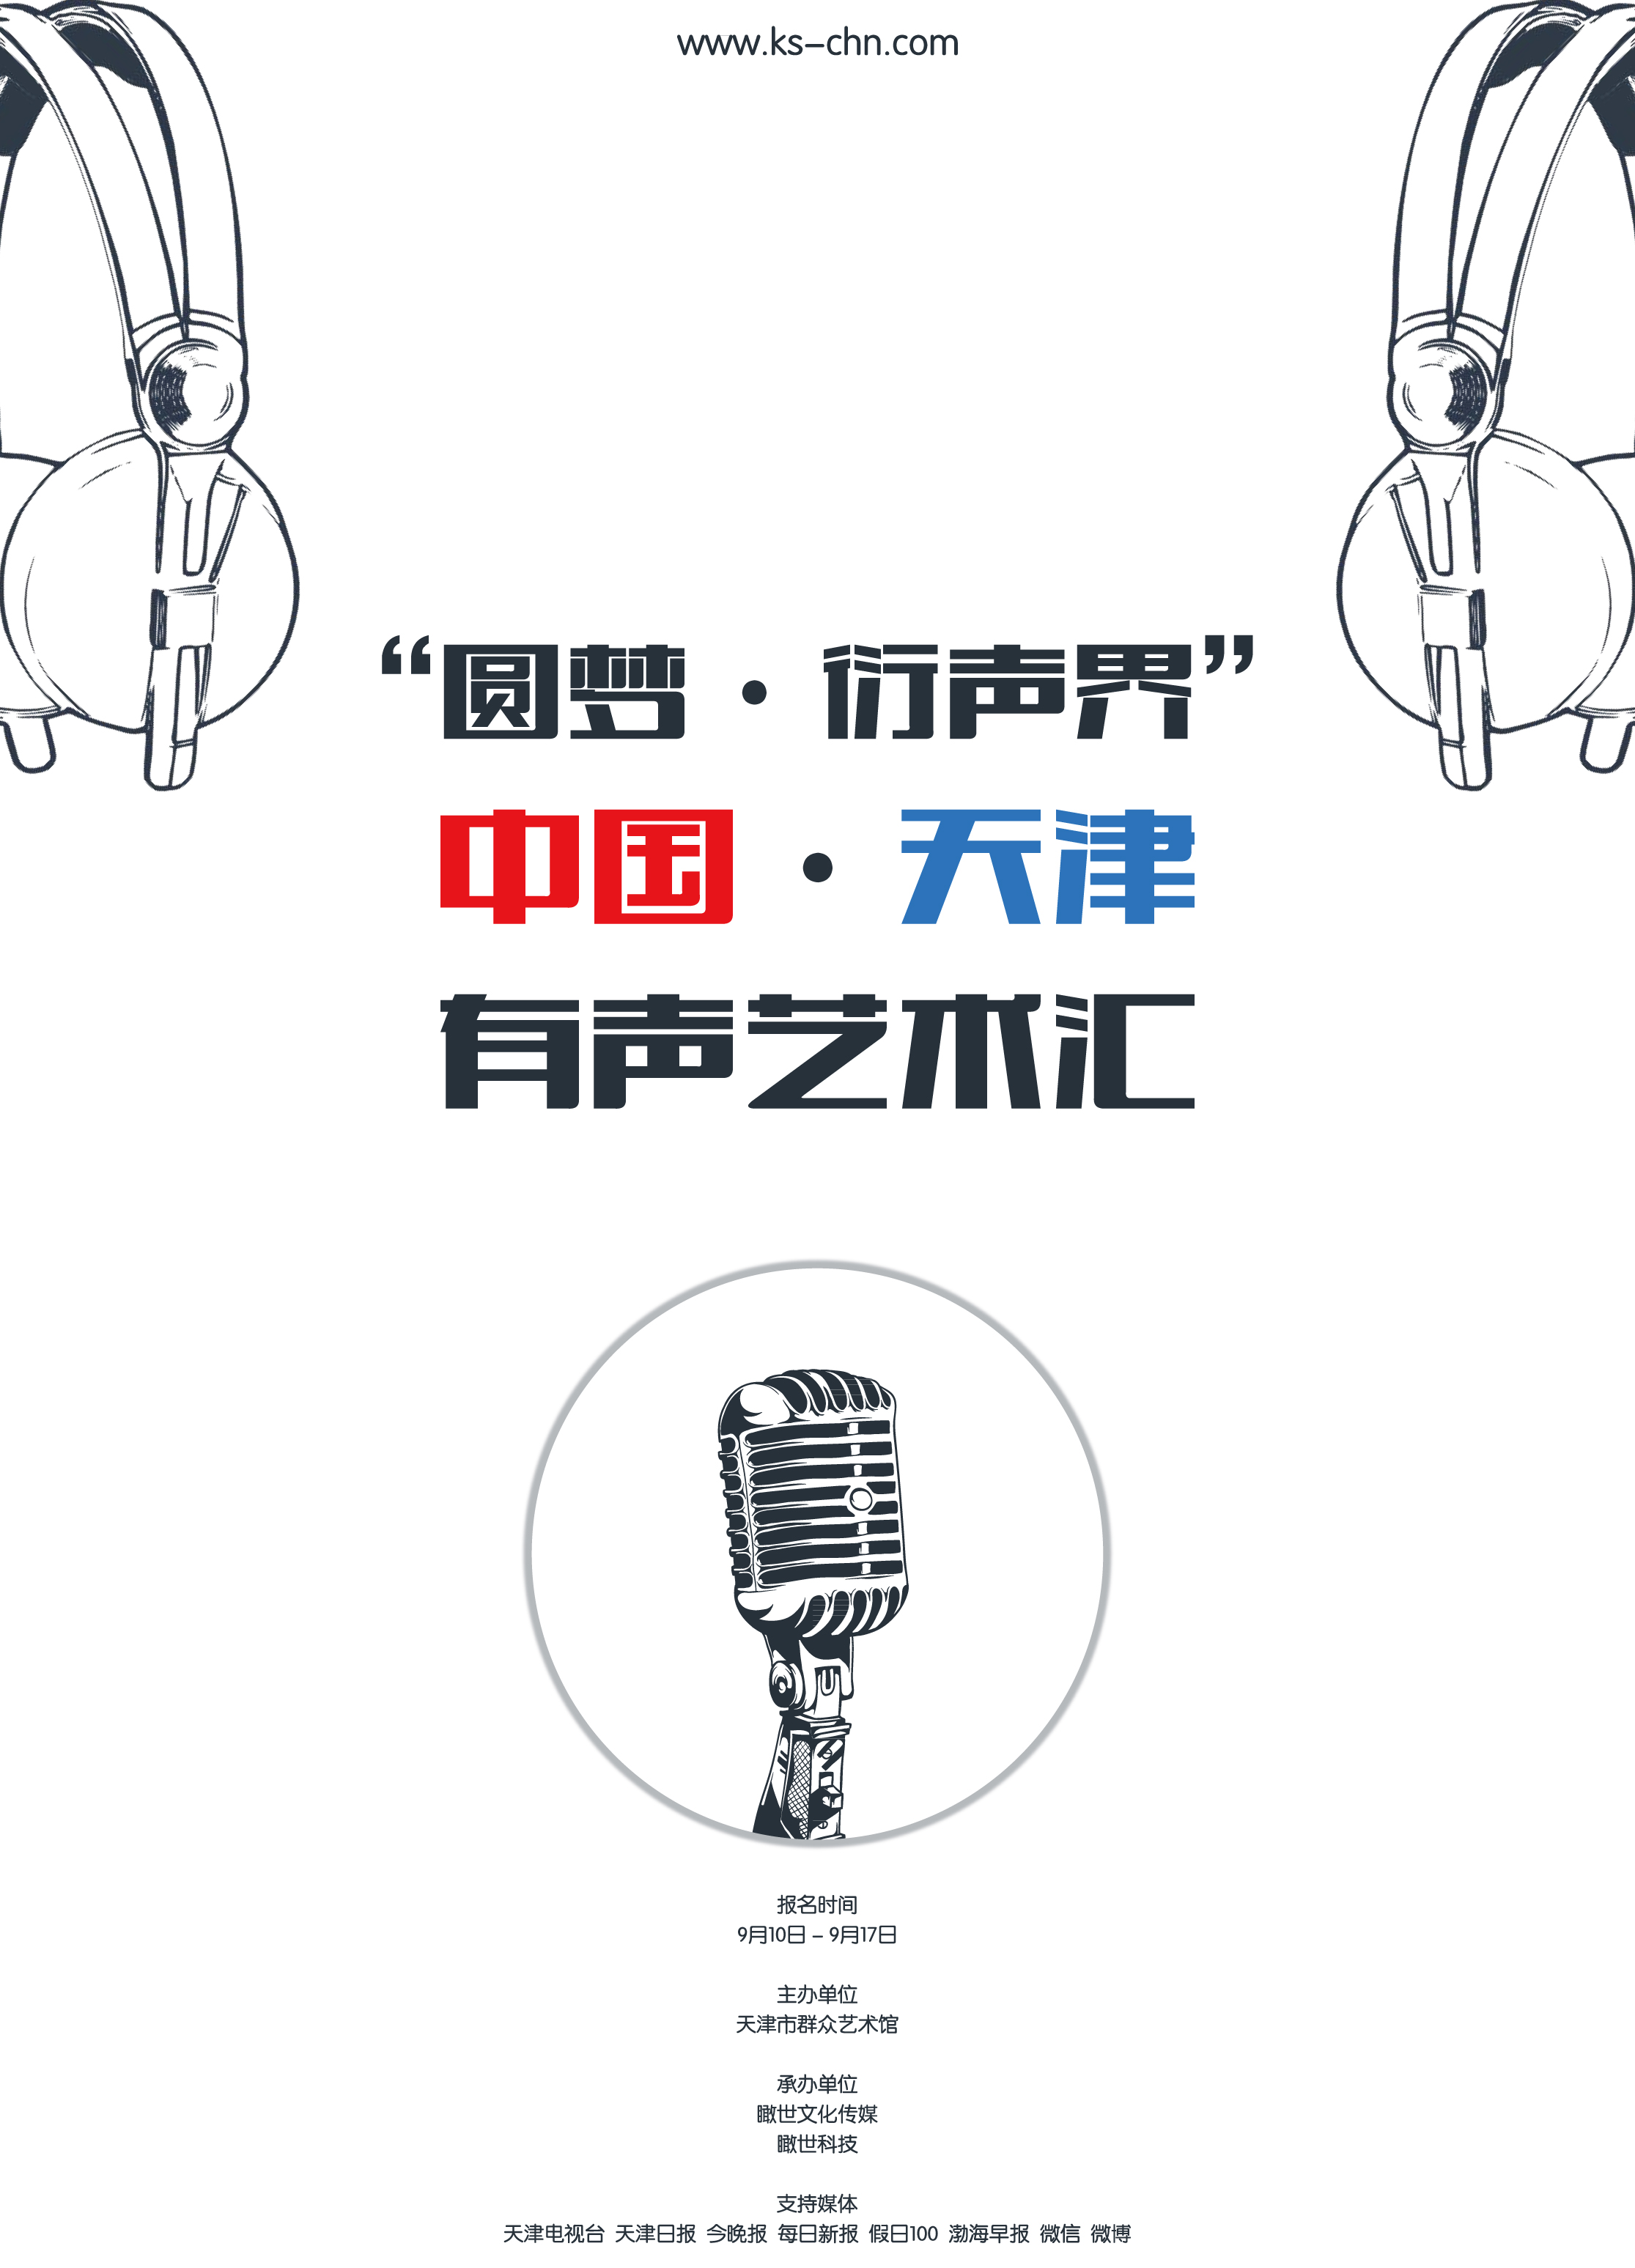 www.ks-chn.com
“圆梦·衍声界”
中国·天津
有声艺术汇
报名时间
9月10日 – 9月17日
主办单位
天津市群众艺术馆
承办单位
瞰世文化传媒
瞰世科技
支持媒体
天津电视台 天津日报 今晚报 每日新报 假日100 渤海早报 微信 微博